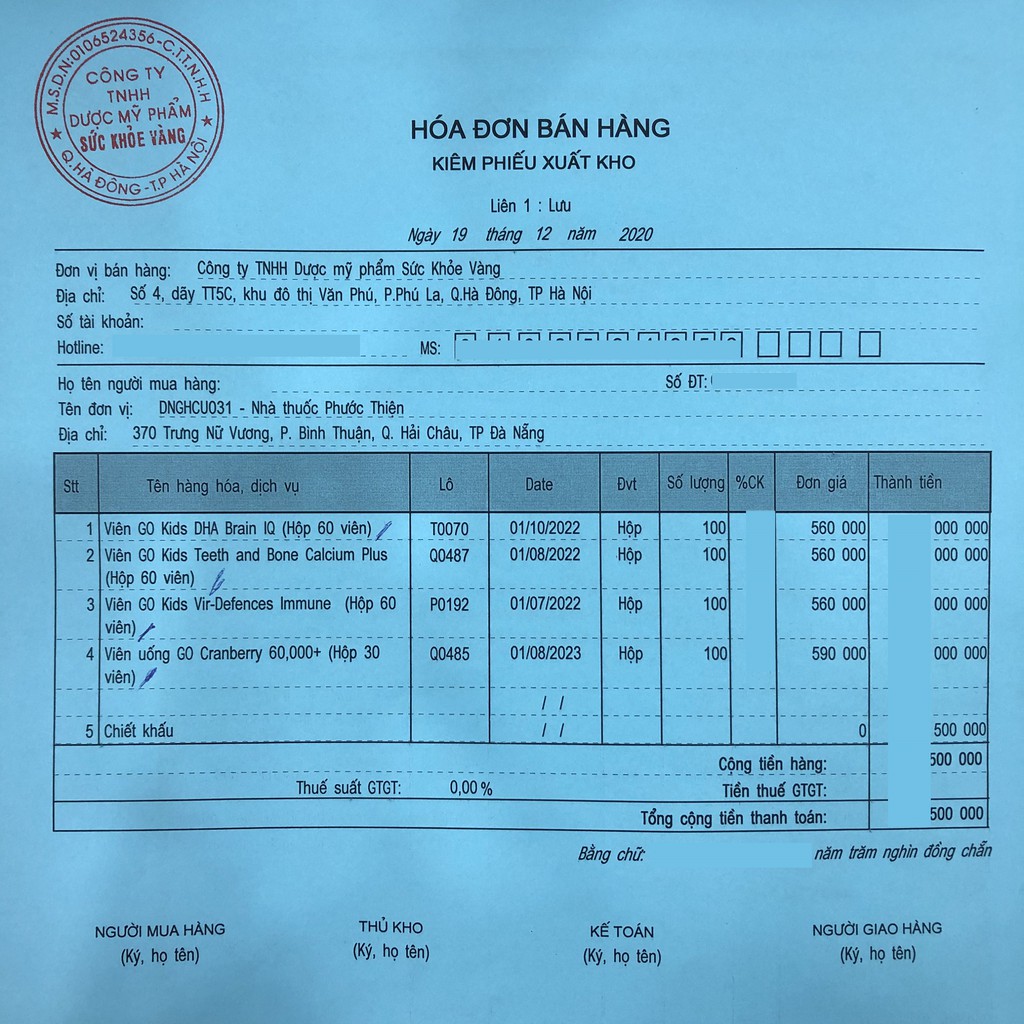 M.S.D.N:0106524356-C.T.T.N.H.H
CÔNG TY
TNHH
DƯỢC MỸ PHẨM
SỨC KHỎE VÀNG
Q.HÀ ĐÔNG - T.P HÀ NỘI
HÓA ĐƠN BÁN HÀNG
KIÊM PHIẾU XUẤT KHO
Liên 1 : Lưu
Ngày 19 tháng 12 năm 2020
Đơn vị bán hàng: Công ty TNHH Dược mỹ phẩm Sức Khỏe Vàng
Địa chỉ: Số 4, dãy TT5C, khu đô thị Văn Phú, P.Phú La, Q.Hà Đông, TP Hà Nội
Số tài khoản:
Hotline: MS:
Họ tên người mua hàng: Số ĐT:
Tên đơn vị: DNGHCU031 - Nhà thuốc Phước Thiện
Địa chỉ: 370 Trưng Nữ Vương, P. Bình Thuận, Q. Hải Châu, TP Đà Nẵng
Stt Tên hàng hóa, dịch vụ Lô Date Đvt Số lượng %CK Đơn giá Thành tiền
1 Viên GO Kids DHA Brain IQ (Hộp 60 viên) T0070 01/10/2022 Hộp 100 560 000 000 000
2 Viên GO Kids Teeth and Bone Calcium Plus Q0487 01/08/2022 Hộp 100 560 000 000 000
(Hộp 60 viên)
3 Viên GO Kids Vir-Defences Immune (Hộp 60 P0192 01/07/2022 Hộp 100 560 000 000 000
viên)
4 Viên uống GO Cranberry 60,000+ (Hộp 30 Q0485 01/08/2023 Hộp 100 590 000 000 000
viên)
/ /
5 Chiết khấu / / 0 500 000
Cộng tiền hàng: 500 000
Thuế suất GTGT: 0,00 % Tiền thuế GTGT:
Tổng cộng tiền thanh toán: 500 000
Bằng chữ: năm trăm nghìn đồng chẵn
NGƯỜI MUA HÀNG THỦ KHO KẾ TOÁN NGƯỜI GIAO HÀNG
(Ký, họ tên) (Ký, họ tên) (Ký, họ tên) (Ký, họ tên)